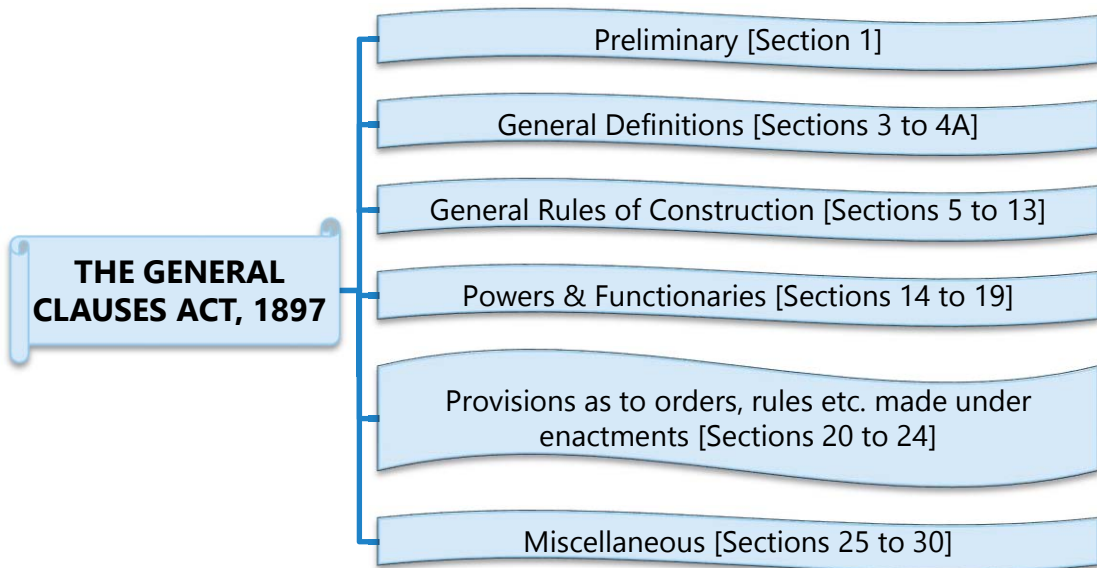 THE GENERAL
CLAUSES ACT, 1897
Preliminary [Section 1]
General Definitions [Sections 3 to 4A]
General Rules of Construction [Sections 5 to 13]
Powers & Functionaries [Sections 14 to 19]
Provisions as to orders, rules etc. made under
enactments [Sections 20 to 24]
Miscellaneous [Sections 25 to 30]